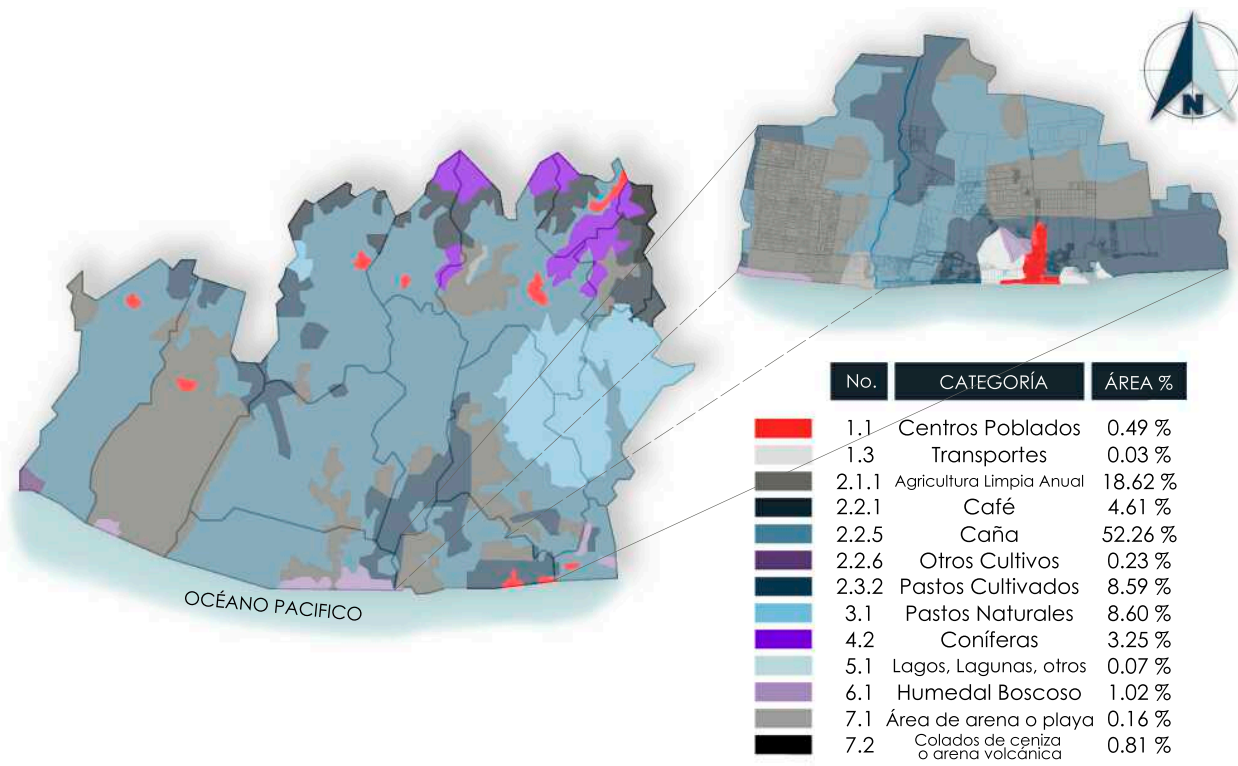 N
No. CATEGORÍA ÁREA %
1.1 Centros Poblados 0.49 %
1.3 Transportes 0.03 %
2.1.1 Agricultura Limpia Anual 18.62 %
2.2.1 Café 4.61 %
2.2.5 Caña 52.26 %
2.2.6 Otros Cultivos 0.23 %
2.3.2 Pastos Cultivados 8.59 %
3.1 Pastos Naturales 8.60 %
4.2 Coníferas 3.25 %
5.1 Lagos, Lagunas, otros 0.07 %
6.1 Humedal Boscoso 1.02 %
7.1 Área de arena o playa 0.16 %
7.2 Colados de ceniza
o arena volcánica 0.81 %
OCÉANO PACIFICO